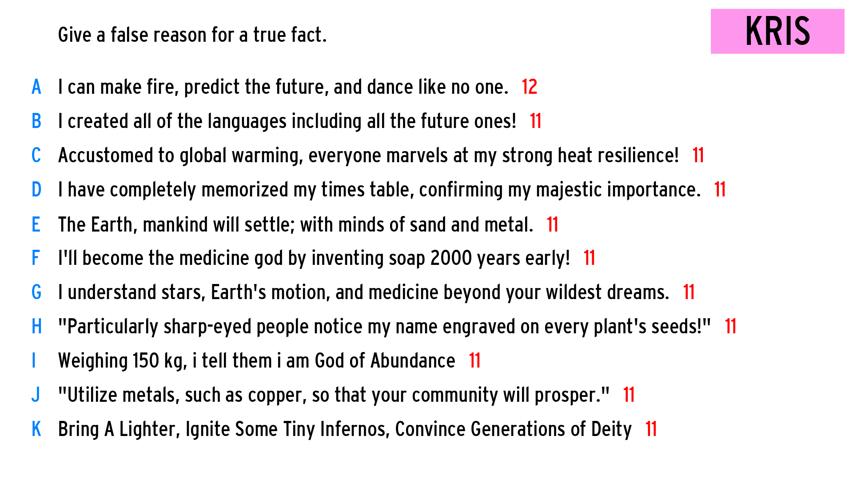 Give a false reason for a true fact.
KRIS
A I can make fire, predict the future, and dance like no one. 12
B I created all of the languages including all the future ones! 11
C Accustomed to global warming, everyone marvels at my strong heat resilience! 11
D I have completely memorized my times table, confirming my majestic importance. 11
E The Earth, mankind will settle; with minds of sand and metal. 11
F I'll become the medicine god by inventing soap 2000 years early! 11
G I understand stars, Earth's motion, and medicine beyond your wildest dreams. 11
H "Particularly sharp-eyed people notice my name engraved on every plant's seeds!" 11
I Weighing 150 kg, i tell them i am God of Abundance 11
J "Utilize metals, such as copper, so that your community will prosper." 11
K Bring A Lighter, Ignite Some Tiny Infernos, Convince Generations of Deity 11